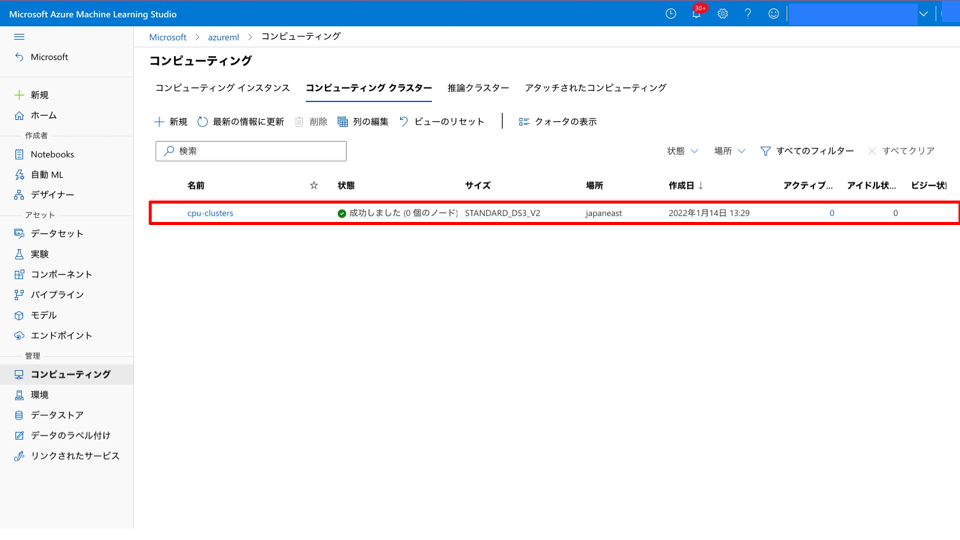 Microsoft Azure Machine Learning Studio
30+
Microsoft > azureml > コンピューティング
Microsoft
新規
ホーム
作成者
Notebooks
自動 ML
デザイナー
アセット
データセット
実験
コンポーネント
パイプライン
モデル
エンドポイント
管理
コンピューティング
環境
データストア
データのラベル付け
リンクされたサービス
コンピューティング
コンピューティング インスタンス コンピューティング クラスター 推論クラスター アタッチされたコンピューティング
新規 最新の情報に更新 削除 列の編集 ビューのリセット クォータの表示
検索 状態 場所 すべてのフィルター すべてクリア
名前 状態 サイズ 場所 作成日 ↓ アクティブ... アイドル状... ビジー状
cpu-clusters 成功しました (0 個のノード) STANDARD_DS3_V2 japaneast 2022年1月14日 13:29 0 0